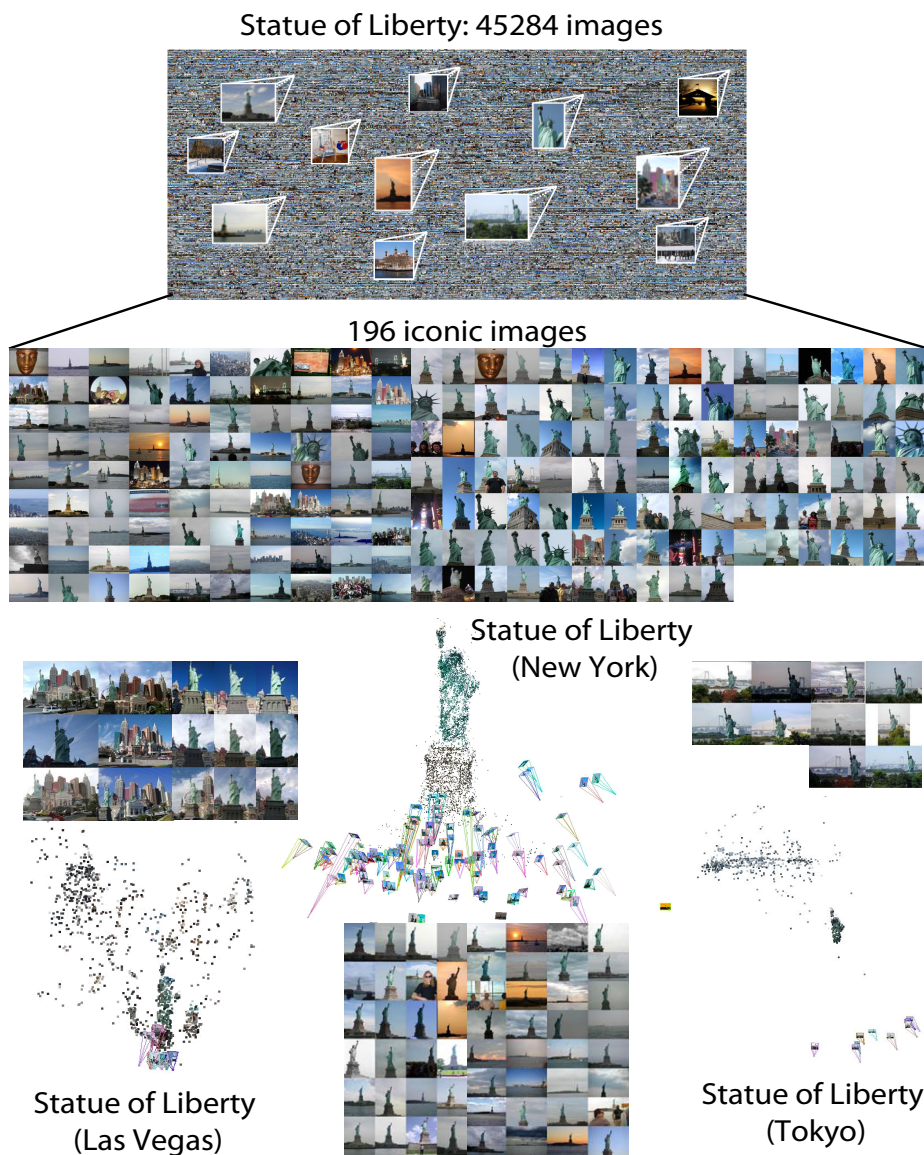 Statue of Liberty: 45284 images
196 iconic images
Statue of Liberty
(New York)
Statue of Liberty
(Las Vegas)
Statue of Liberty
(Tokyo)